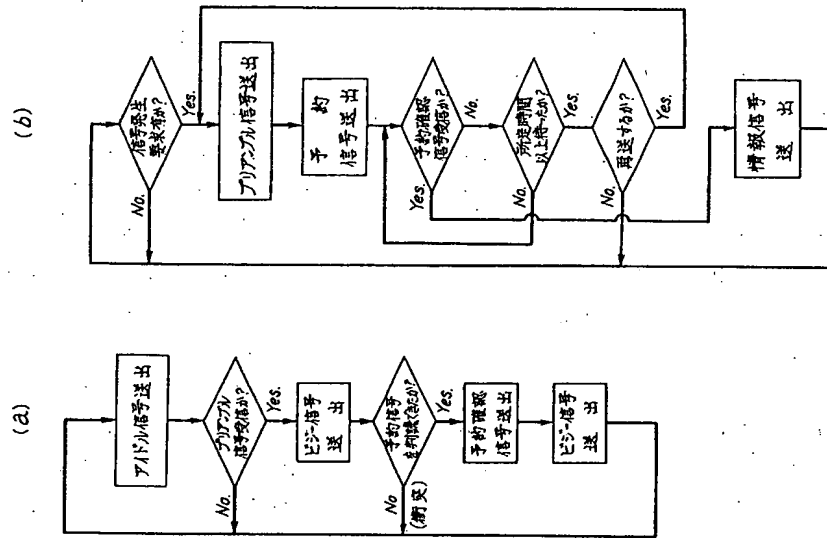 (a)
アイドル信号送出
プリアンブル
信号受信か?
No.
Yes.
ビジー信号
送出
予約信号
を判読できたか?
No
(衝突)
Yes.
予約確認
信号送出
ビジー信号
送出
(b)
信号発生
要求有か?
No.
Yes.
プリアンブル信号送出
予約
信号送出
予約確認
信号受信か?
Yes.
No.
所定時間
以上待ったか?
No.
Yes.
再送するか?
No.
Yes.
情報信号
送出